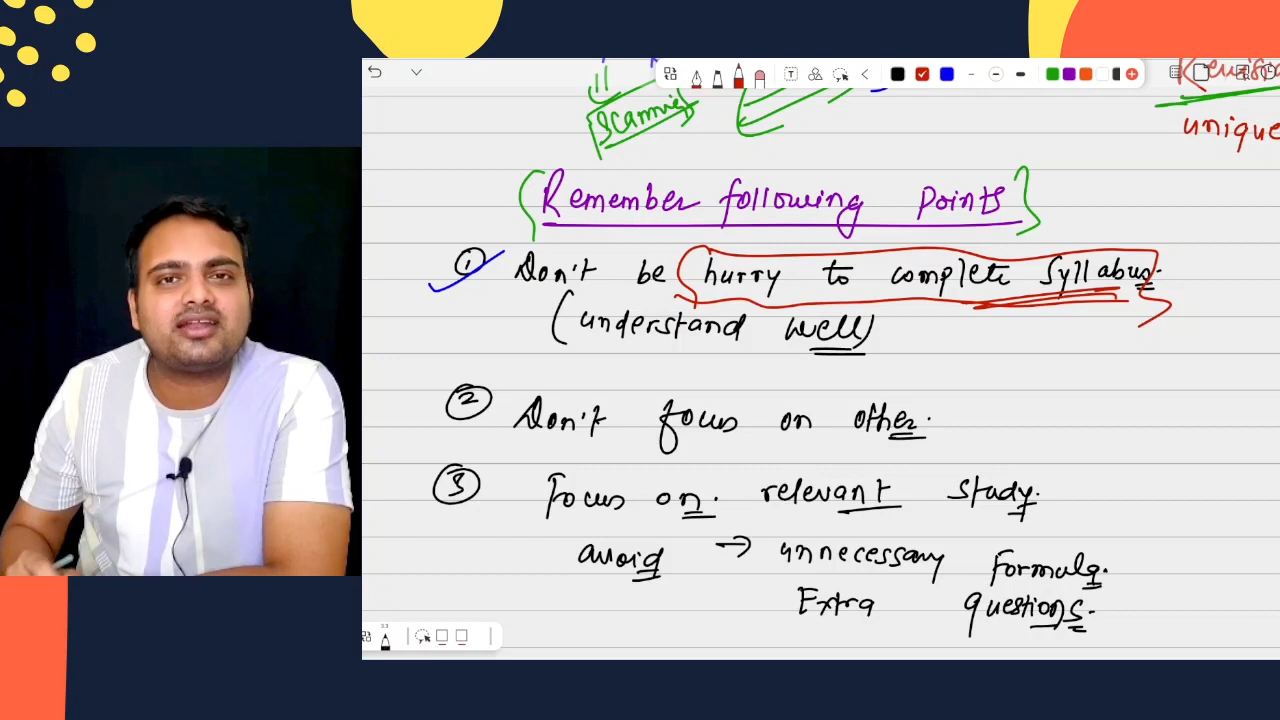 unique
Remember following points
① Don't be hurry to complete syllabus.
(understand well)
② Don't focus on other.
③ Focus on. relevant study.
avoid → unnecessary formula.
Extra questions.